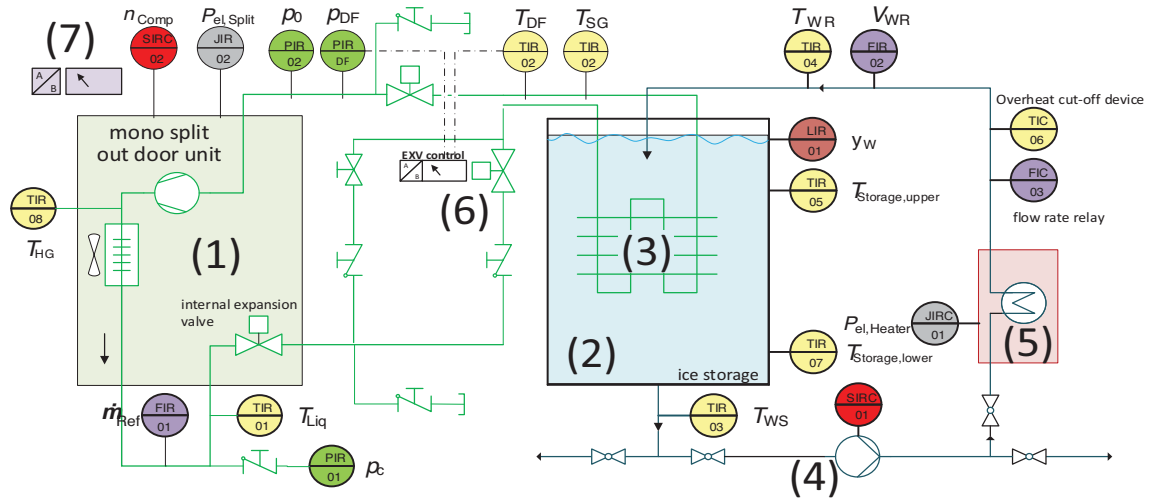 (7)
n Comp
P el,Split
p0
pDF
TDF
TSG
TWR
VWR
SIRC
02
JIR
02
PIR
02
PIR
DF
TIR
02
TIR
02
TIR
04
FIR
02
A
B
Overheat cut-off device
TIC
06
mono split
out door unit
LIR
01
yW
EXV control
A
B
FIC
03
TIR
05
TStorage,upper
(6)
flow rate relay
TIR
08
THG
(1)
(3)
internal expansion
valve
Pel,Heater
JIRC
01
(5)
(2)
TIR
07
TStorage,lower
ice storage
ṁRef
FIR
01
TIR
01
TLiq
TIR
03
TWS
SIRC
01
PIR
01
pc
(4)